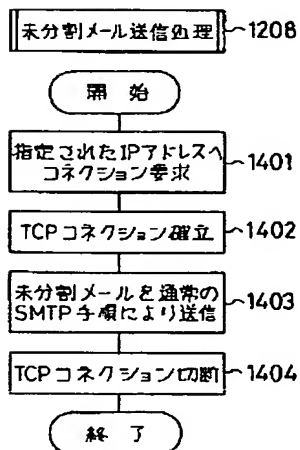 未分割メール送信処理 1208
開始
指定されたIPアドレスへ
コネクション要求 1401
TCPコネクション確立 1402
未分割メールを通常の
SMTP手順により送信 1403
TCPコネクション切断 1404
終了